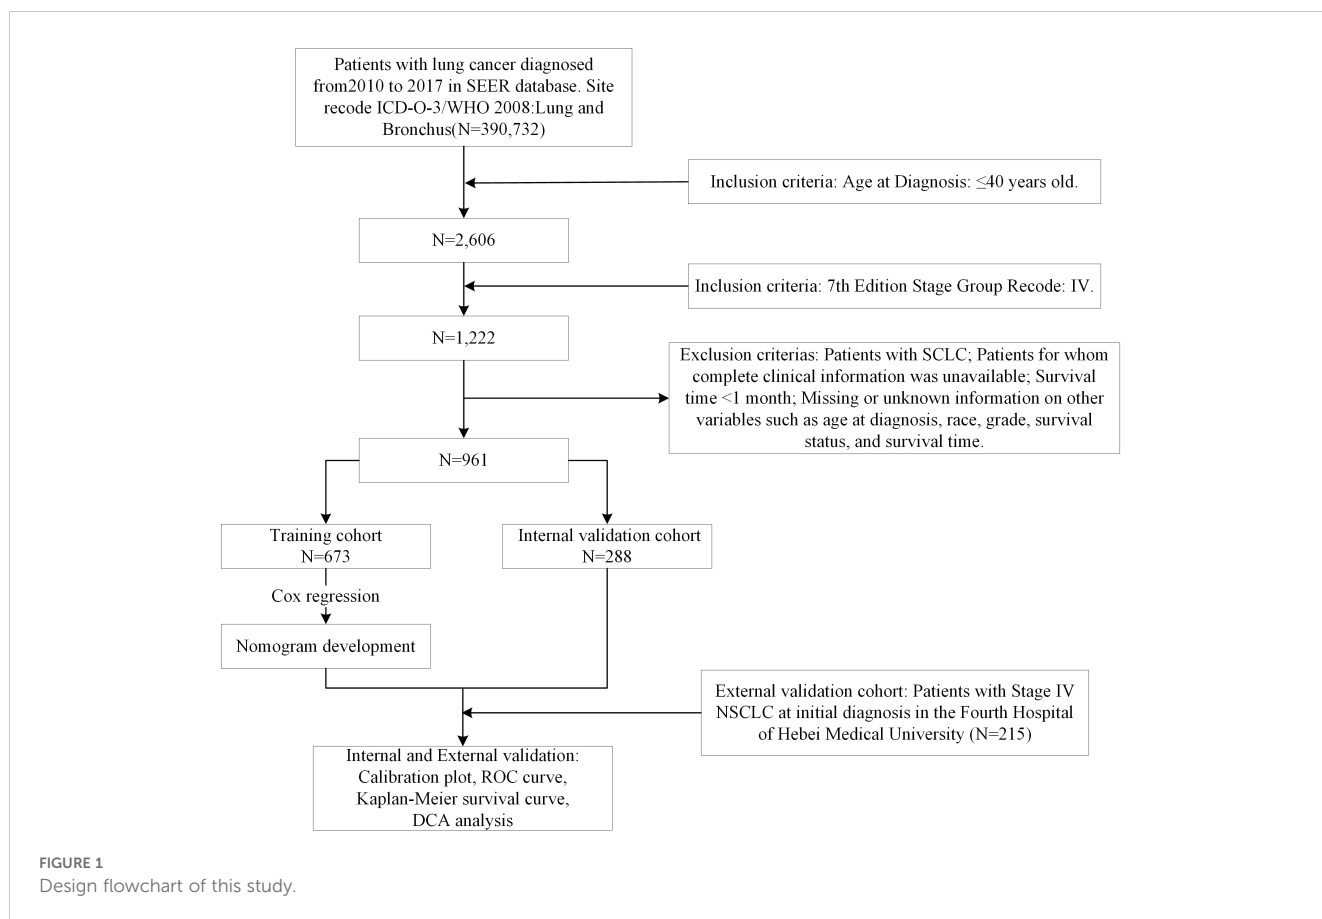 Patients with lung cancer diagnosed
from2010 to 2017 in SEER database. Site
recode ICD-O-3/WHO 2008:Lung and
Bronchus(N=390,732)
Inclusion criteria: Age at Diagnosis: ≤40 years old.
N=2,606
Inclusion criteria: 7th Edition Stage Group Recode: IV.
N=1,222
Exclusion criterias: Patients with SCLC; Patients for whom
complete clinical information was unavailable; Survival
time <1 month; Missing or unknown information on other
variables such as age at diagnosis, race, grade, survival
status, and survival time.
N=961
Training cohort
N=673
Internal validation cohort
N=288
Cox regression
Nomogram development
External validation cohort: Patients with Stage IV
NSCLC at initial diagnosis in the Fourth Hospital
of Hebei Medical University (N=215)
Internal and External validation:
Calibration plot, ROC curve,
Kaplan-Meier survival curve,
DCA analysis
FIGURE 1
Design flowchart of this study.